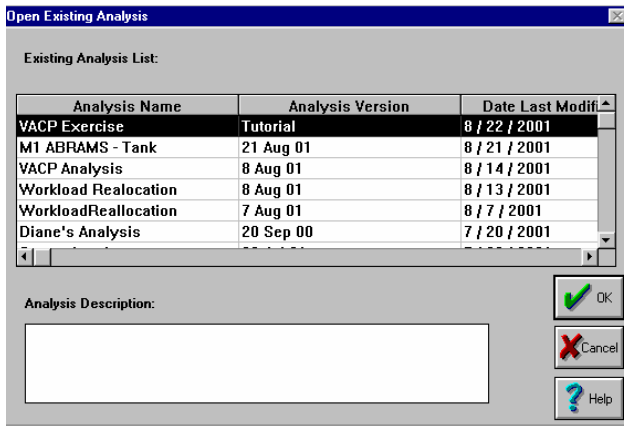 Open Existing Analysis
Existing Analysis List:
Analysis Name Analysis Version Date Last Modifi
VACP Exercise Tutorial 8 / 22 / 2001
M1 ABRAMS - Tank 21 Aug 01 8 / 21 / 2001
VACP Analysis 8 Aug 01 8 / 14 / 2001
Workload Realocation 8 Aug 01 8 / 13 / 2001
WorkloadReallocation 7 Aug 01 8 / 7 / 2001
Diane's Analysis 20 Sep 00 7 / 20 / 2001
Analysis Description:
OK
Cancel
Help